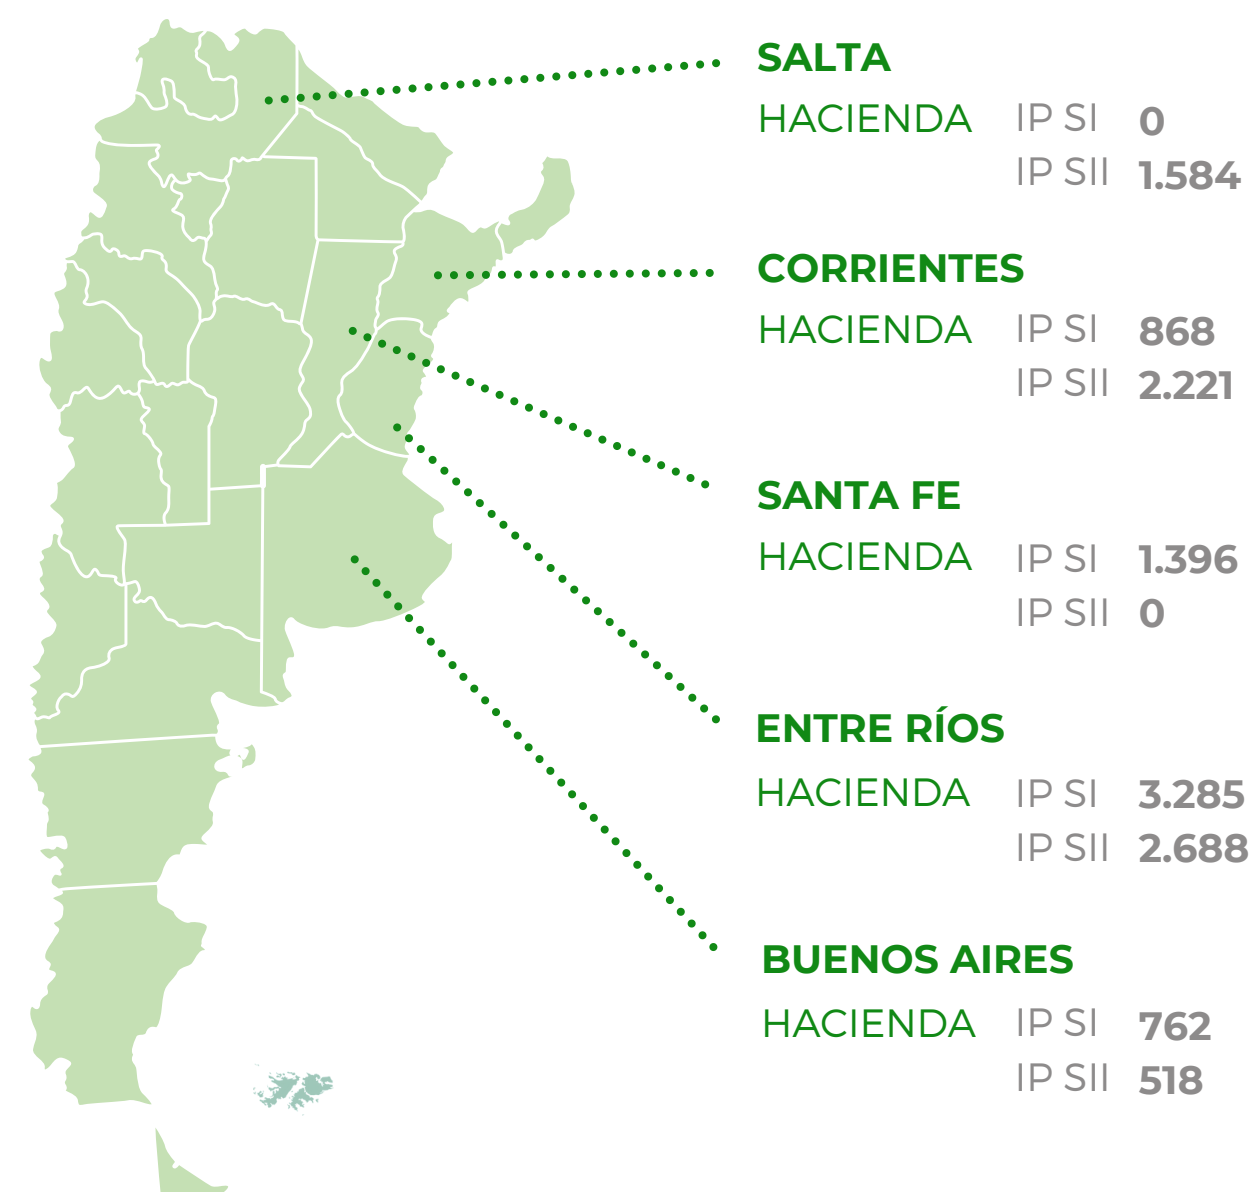 SALTA
HACIENDA IP SI 0
IP SII 1.584
CORRIENTES
HACIENDA IP SI 868
IP SII 2.221
SANTA FE
HACIENDA IP SI 1.396
IP SII 0
ENTRE RÍOS
HACIENDA IP SI 3.285
IP SII 2.688
BUENOS AIRES
HACIENDA IP SI 762
IP SII 518